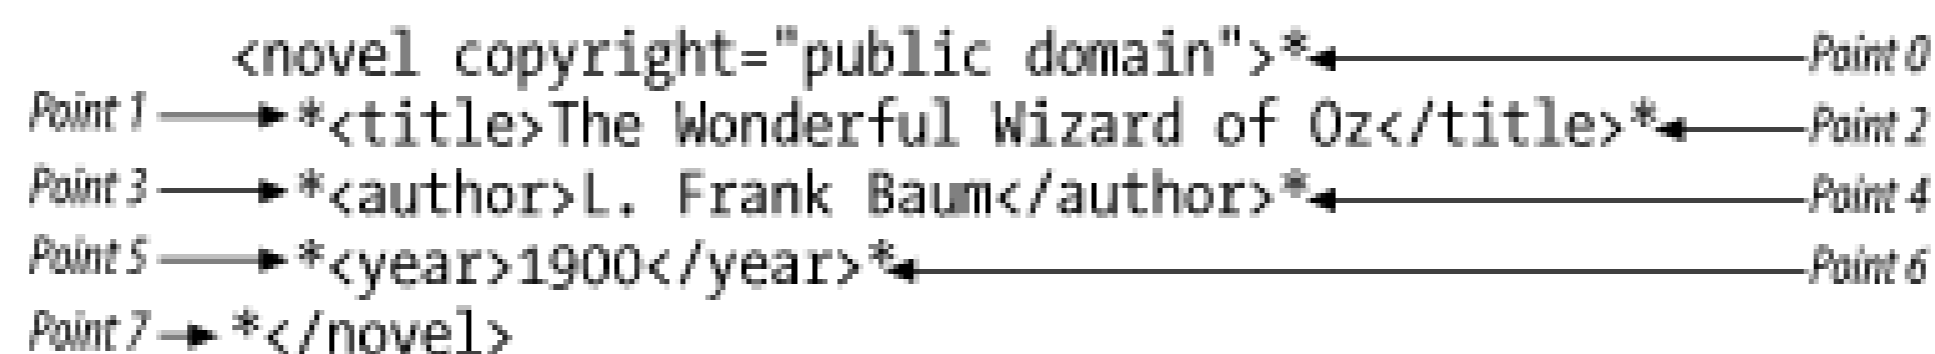 <novel copyright="public domain">* Point 0
Point 1 *<title>The Wonderful Wizard of Oz</title>* Point 2
Point 3 *<author>L. Frank Baum</author>* Point 4
Point 5 *<year>1900</year>* Point 6
Point 7 *</novel>